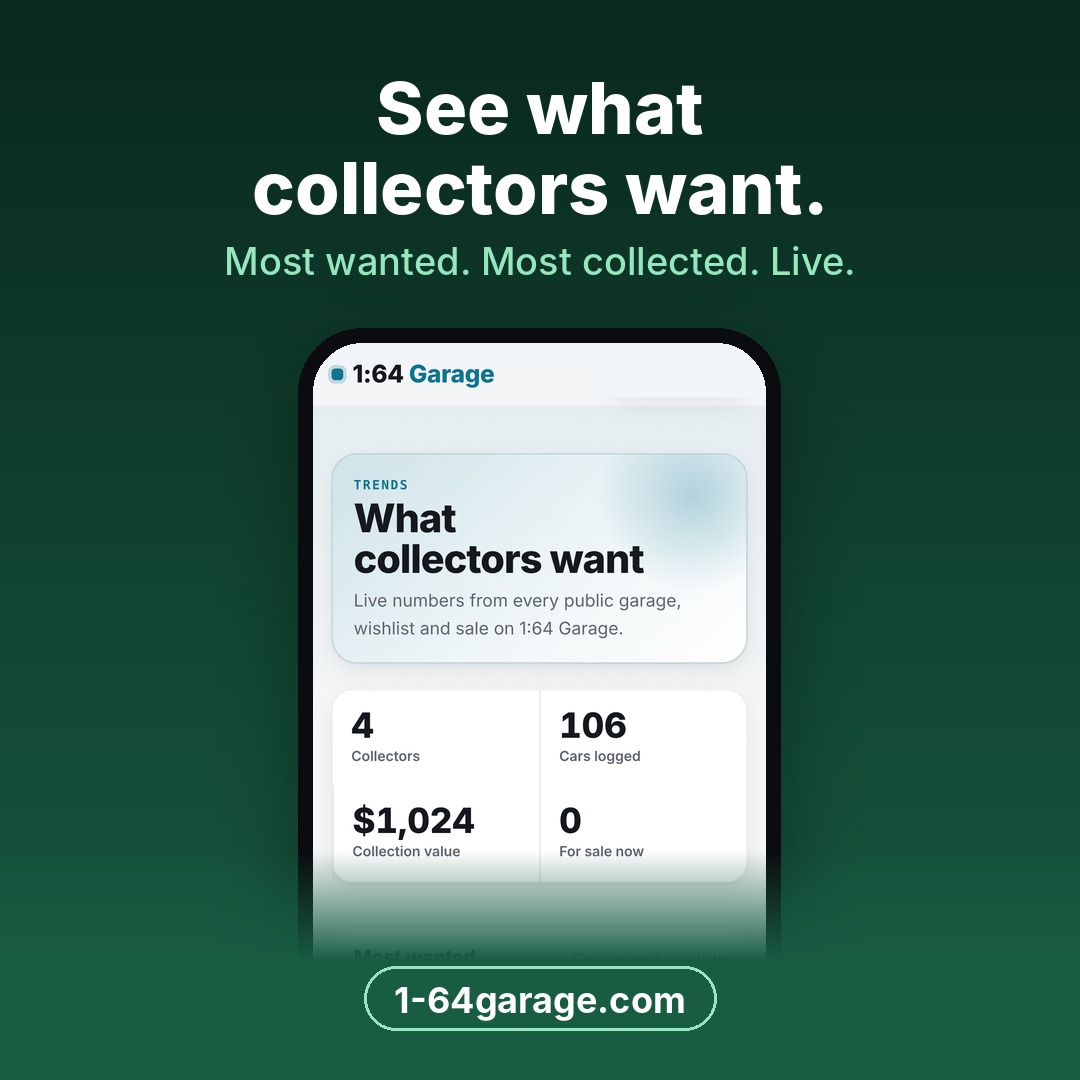 See what
collectors want.
Most wanted. Most collected. Live.
1:64 Garage
TRENDS
What
collectors want
Live numbers from every public garage,
wishlist and sale on 1:64 Garage.
4
Collectors
106
Cars logged
$1,024
Collection value
0
For sale now
Most wanted
1-64garage.com